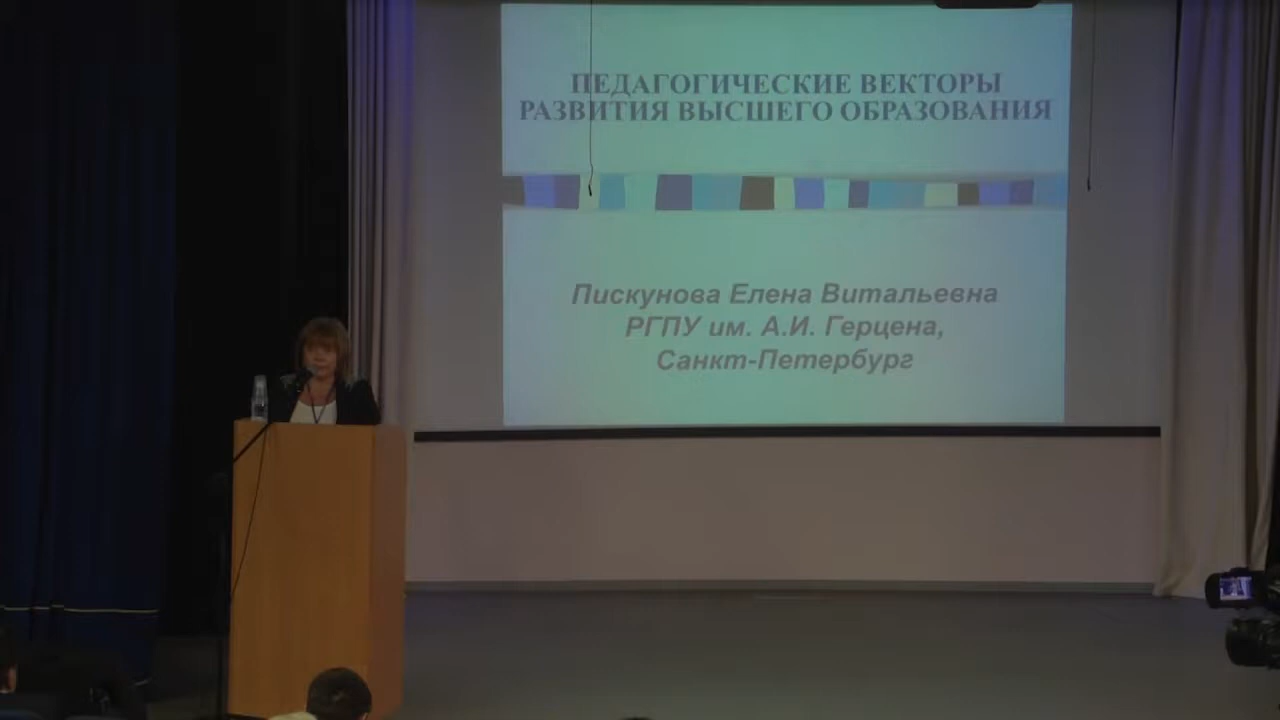 ПЕДАГОГИЧЕСКИЕ ВЕКТОРЫ
РАЗВИТИЯ ВЫСШЕГО ОБРАЗОВАНИЯ
Пискунова Елена Витальевна
РГПУ им. А.И. Герцена,
Санкт-Петербург